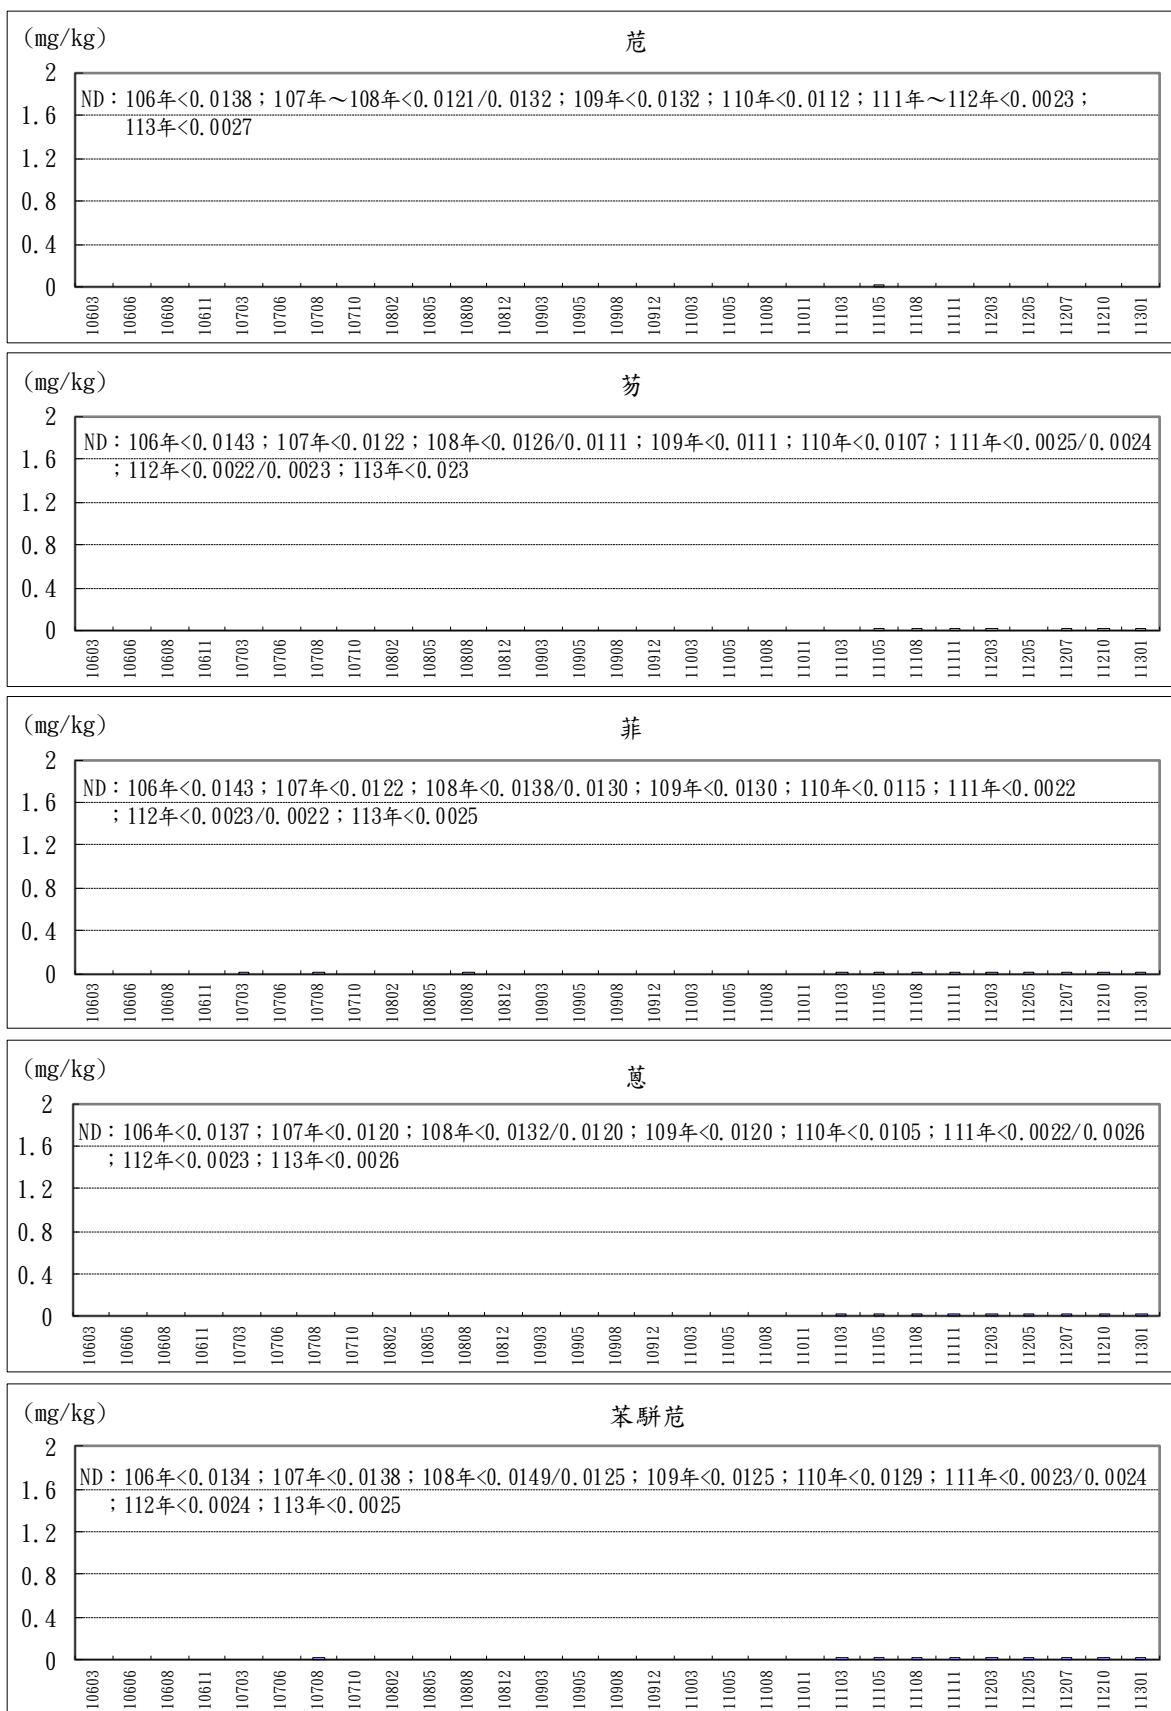 (mg/kg)
苊
2
ND：106年<0.0138；107年～108年<0.0121/0.0132；109年<0.0132；110年<0.0112；111年～112年<0.0023；
1.6
113年<0.0027
1.2
0.8
0.4
0
10603 10606 10608 10611 10703 10706 10708 10710 10802 10805 10808 10812 10903 10905 10908 10912 11003 11005 11008 11011 11103 11105 11108 11111 11203 11205 11207 11210 11301
(mg/kg)
芴
2
ND：106年<0.0143；107年<0.0122；108年<0.0126/0.0111；109年<0.0111；110年<0.0107；111年<0.0025/0.0024
1.6
；112年<0.0022/0.0023；113年<0.023
1.2
0.8
0.4
0
10603 10606 10608 10611 10703 10706 10708 10710 10802 10805 10808 10812 10903 10905 10908 10912 11003 11005 11008 11011 11103 11105 11108 11111 11203 11205 11207 11210 11301
(mg/kg)
菲
2
ND：106年<0.0143；107年<0.0122；108年<0.0138/0.0130；109年<0.0130；110年<0.0115；111年<0.0022
1.6
；112年<0.0023/0.0022；113年<0.0025
1.2
0.8
0.4
0
10603 10606 10608 10611 10703 10706 10708 10710 10802 10805 10808 10812 10903 10905 10908 10912 11003 11005 11008 11011 11103 11105 11108 11111 11203 11205 11207 11210 11301
(mg/kg)
蒽
2
ND：106年<0.0137；107年<0.0120；108年<0.0132/0.0120；109年<0.0120；110年<0.0105；111年<0.0022/0.0026
1.6
；112年<0.0023；113年<0.0026
1.2
0.8
0.4
0
10603 10606 10608 10611 10703 10706 10708 10710 10802 10805 10808 10812 10903 10905 10908 10912 11003 11005 11008 11011 11103 11105 11108 11111 11203 11205 11207 11210 11301
(mg/kg)
苯駢苊
2
ND：106年<0.0134；107年<0.0138；108年<0.0149/0.0125；109年<0.0125；110年<0.0129；111年<0.0023/0.0024
1.6
；112年<0.0024；113年<0.0025
1.2
0.8
0.4
0
10603 10606 10608 10611 10703 10706 10708 10710 10802 10805 10808 10812 10903 10905 10908 10912 11003 11005 11008 11011 11103 11105 11108 11111 11203 11205 11207 11210 11301